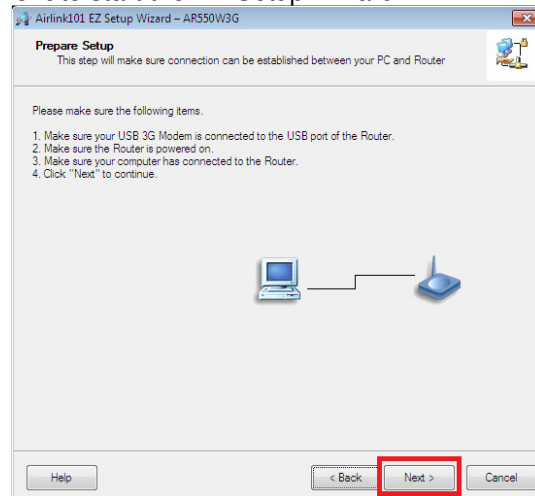 Airlink101 EZ Setup Wizard – AR550W3G
Prepare Setup
This step will make sure connection can be established between your PC and Router
Please make sure the following items.
1. Make sure your USB 3G Modem is connected to the USB port of the Router.
2. Make sure the Router is powered on.
3. Make sure your computer has connected to the Router.
4. Click "Next" to continue.
Help
< Back
Next >
Cancel